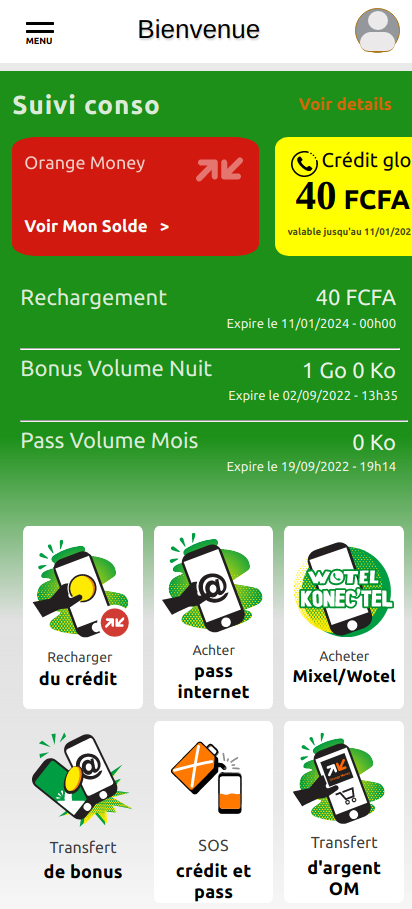 MENU
Bienvenue
Suivi conso
Voir details
Orange Money
Voir Mon Solde >
Crédit glo
40 FCFA
valable jusqu'au 11/01/202
Rechargement
40 FCFA
Expire le 11/01/2024 - 00h00
Bonus Volume Nuit
1 Go 0 Ko
Expire le 02/09/2022 - 13h35
Pass Volume Mois
0 Ko
Expire le 19/09/2022 - 19h14
Recharger
du crédit
@
Achter
pass
internet
WOTEL
KONEC'TEL
Acheter
Mixel/Wotel
@
Transfert
de bonus
SOS
crédit et
pass
Orange Money
Transfert
d'argent
OM